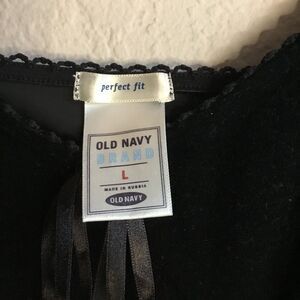 perfect fit
OLD NAVY
BRAND
L
MADE IN RUSSIA
OLD NAVY